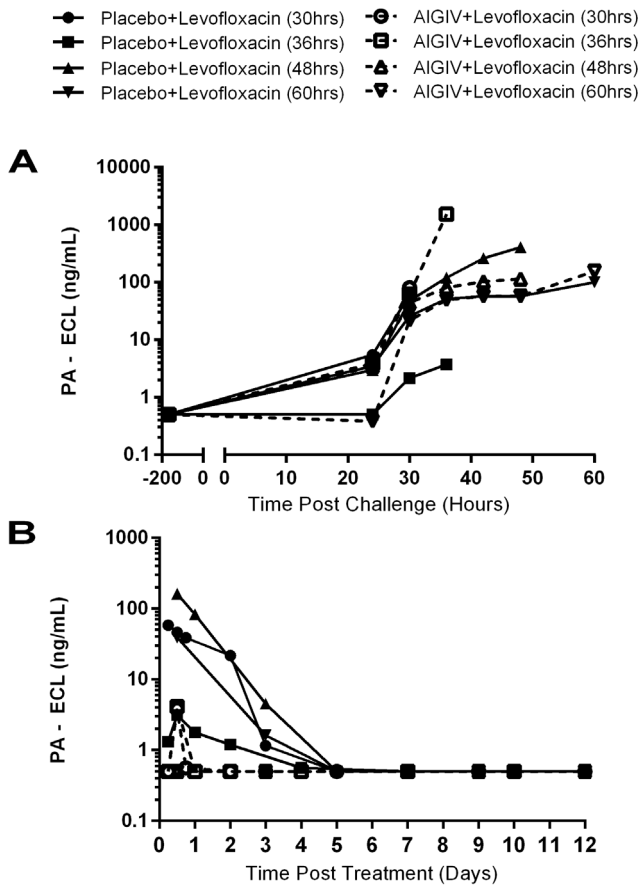 Placebo+Levofloxacin (30hrs) AIGIV+Levofloxacin (30hrs)
Placebo+Levofloxacin (36hrs) AIGIV+Levofloxacin (36hrs)
Placebo+Levofloxacin (48hrs) AIGIV+Levofloxacin (48hrs)
Placebo+Levofloxacin (60hrs) AIGIV+Levofloxacin (60hrs)
A
PA - ECL (ng/mL)
10000
1000
100
10
1
0.1
-200 0 0 10 20 30 40 50 60
Time Post Challenge (Hours)
B
PA - ECL (ng/mL)
1000
100
10
1
0.1
0 1 2 3 4 5 6 7 8 9 10 11 12
Time Post Treatment (Days)